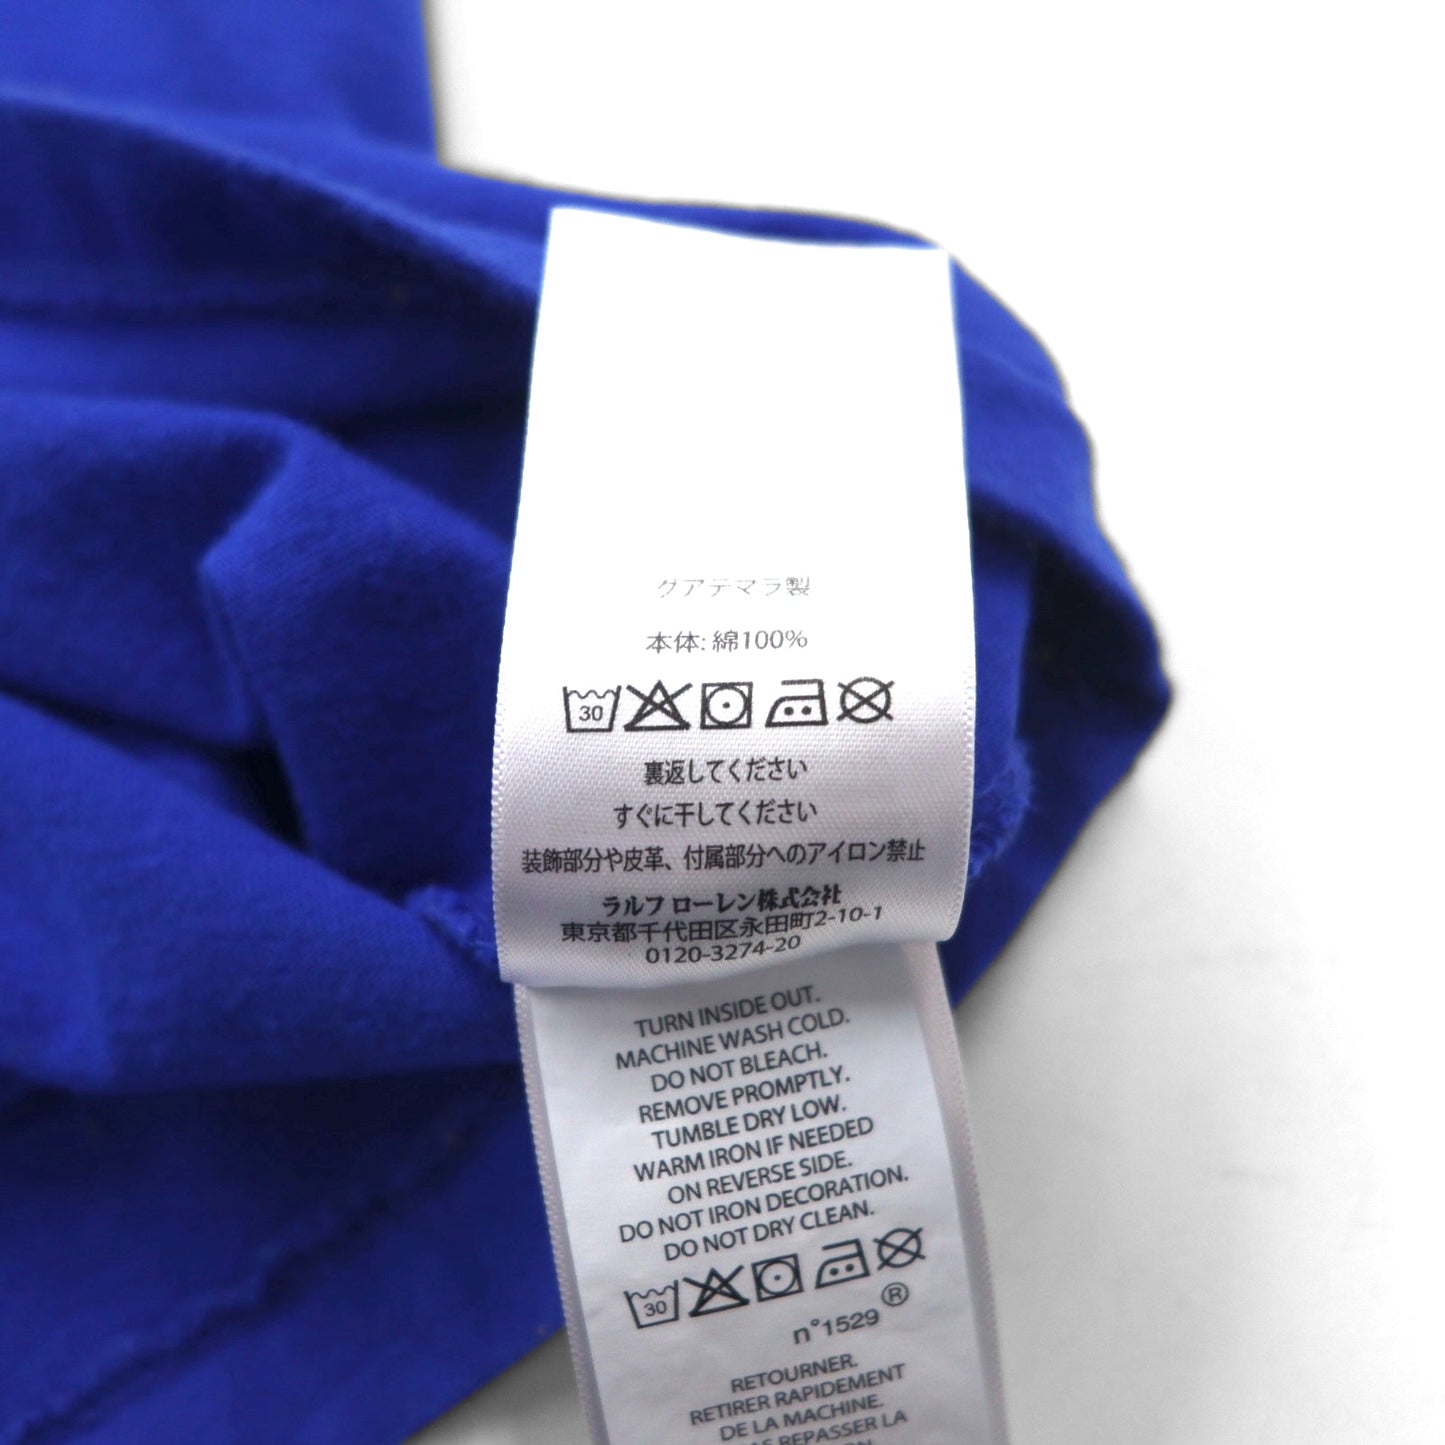 グアテマラ製
本体: 綿100%
30
裏返してください
すぐに干してください
装飾部分や皮革、付属部分へのアイロン禁止
ラルフ ローレン株式会社
東京都千代田区永田町2-10-1
0120-3274-20
TURN INSIDE OUT.
MACHINE WASH COLD.
DO NOT BLEACH.
REMOVE PROMPTLY.
TUMBLE DRY LOW.
WARM IRON IF NEEDED
ON REVERSE SIDE.
DO NOT IRON DECORATION.
DO NOT DRY CLEAN.
30
n°1529 ®
RETOURNER.
RETIRER RAPIDEMENT
DE LA MACHINE.
REPASSER LA